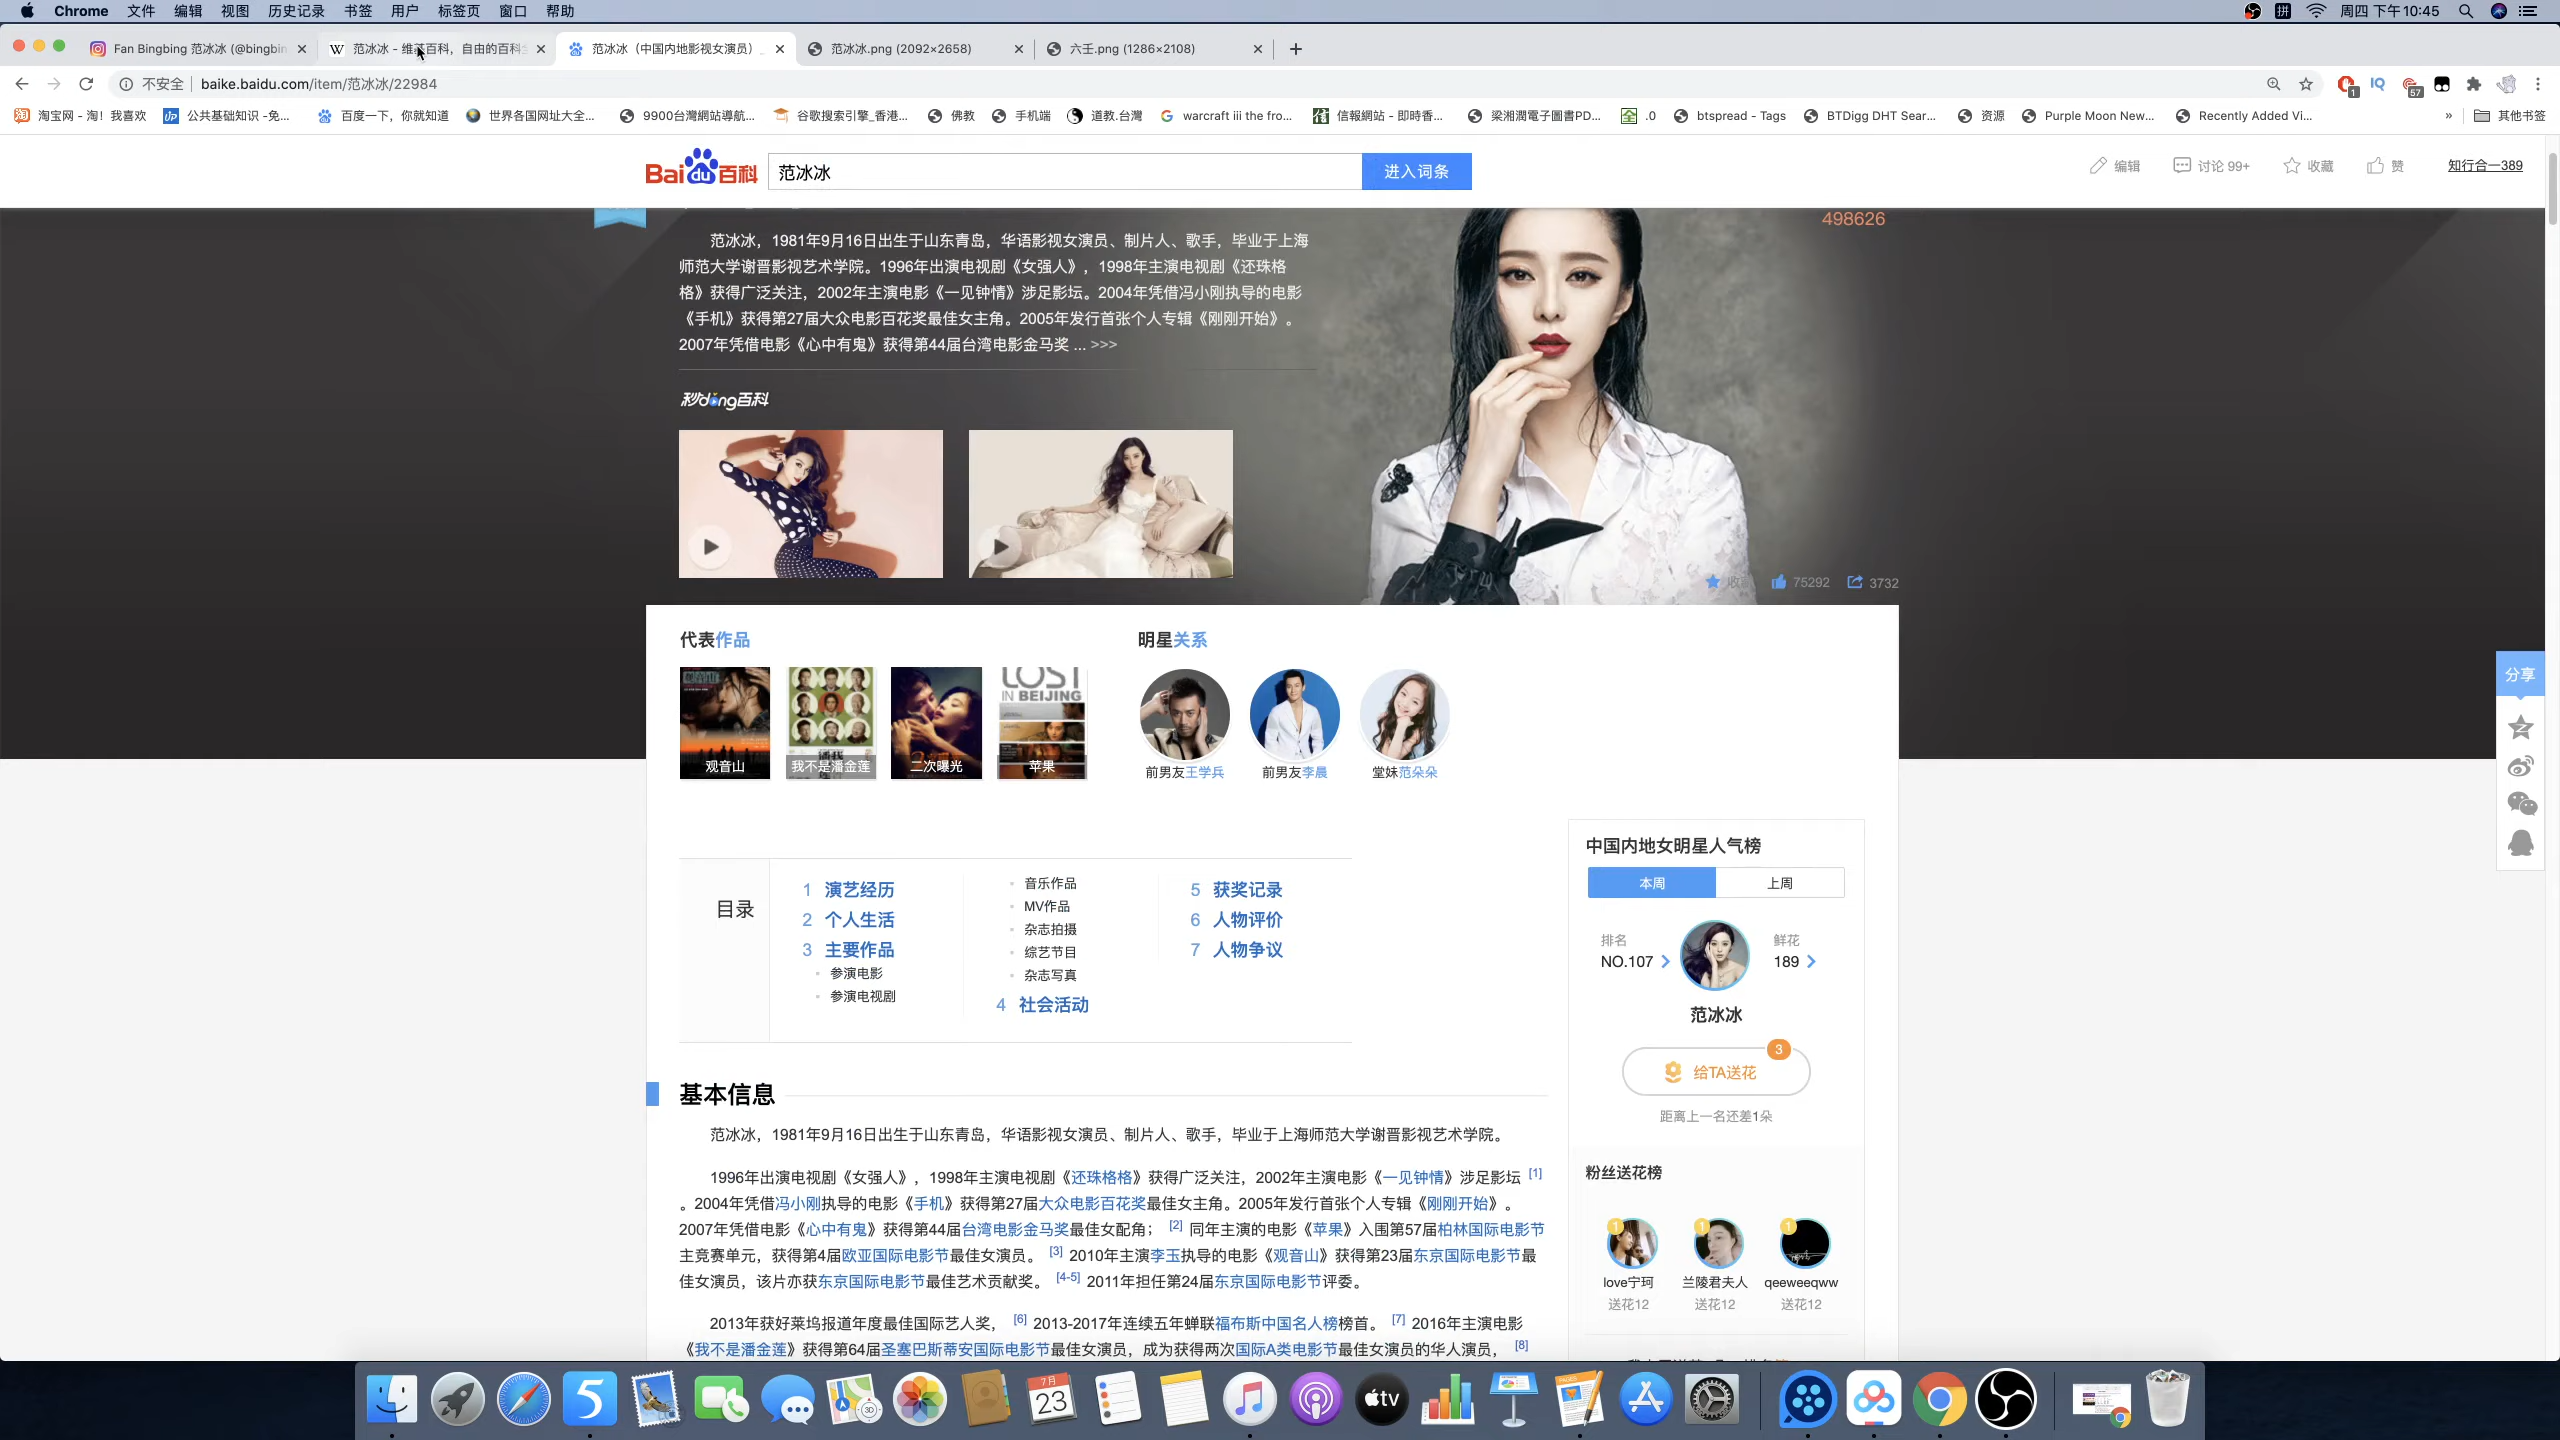 Chrome 文件 编辑 视图 历史记录 书签 用户 标签页 窗口 帮助
拼 周四 下午10:45
Fan Bingbing 范冰冰 (@bingbin
W 范冰冰 - 维基百科，自由的百科全
范冰冰（中国内地影视女演员）_
范冰冰.png (2092×2658)
六壬.png (1286×2108)
不安全 baike.baidu.com/item/范冰冰/22984
1 IQ 57
淘 淘宝网 - 淘！我喜欢
UP 公共基础知识 -免...
百度一下，你就知道
世界各国网址大全...
9900台灣網站導航...
谷歌搜索引擎_香港...
佛教
手机端
道教.台灣
G warcraft iii the fro...
信 信報網站 - 即時香...
梁湘潤電子圖書PD...
全 .0
btspread - Tags
BTDigg DHT Sear...
资源
Purple Moon New...
Recently Added Vi...
»
其他书签
Baidu百科
范冰冰
进入词条
编辑
讨论 99+
收藏
赞
知行合一389
498626
范冰冰，1981年9月16日出生于山东青岛，华语影视女演员、制片人、歌手，毕业于上海
师范大学谢晋影视艺术学院。1996年出演电视剧《女强人》，1998年主演电视剧《还珠格
格》获得广泛关注，2002年主演电影《一见钟情》涉足影坛。2004年凭借冯小刚执导的电影
《手机》获得第27届大众电影百花奖最佳女主角。2005年发行首张个人专辑《刚刚开始》。
2007年凭借电影《心中有鬼》获得第44届台湾电影金马奖 ... >>>
秒dong百科
收藏 75292 3732
代表作品
观音山
我不是潘金莲
二次曝光
LOST
IN BEIJING
苹果
明星关系
前男友王学兵
前男友李晨
堂妹范朵朵
分享
目录
1 演艺经历
2 个人生活
3 主要作品
参演电影
参演电视剧
音乐作品
MV作品
杂志拍摄
综艺节目
杂志写真
4 社会活动
5 获奖记录
6 人物评价
7 人物争议
中国内地女明星人气榜
本周 上周
排名
NO.107
鲜花
189
范冰冰
3
给TA送花
距离上一名还差1朵
粉丝送花榜
1 1 1
love宁珂 兰陵君夫人 qeeweeqww
送花12 送花12 送花12
基本信息
范冰冰，1981年9月16日出生于山东青岛，华语影视女演员、制片人、歌手，毕业于上海师范大学谢晋影视艺术学院。
1996年出演电视剧《女强人》，1998年主演电视剧《还珠格格》获得广泛关注，2002年主演电影《一见钟情》涉足影坛 [1]
。2004年凭借冯小刚执导的电影《手机》获得第27届大众电影百花奖最佳女主角。2005年发行首张个人专辑《刚刚开始》。
2007年凭借电影《心中有鬼》获得第44届台湾电影金马奖最佳女配角； [2] 同年主演的电影《苹果》入围第57届柏林国际电影节
主竞赛单元，获得第4届欧亚国际电影节最佳女演员。 [3] 2010年主演李玉执导的电影《观音山》获得第23届东京国际电影节最
佳女演员，该片亦获东京国际电影节最佳艺术贡献奖。 [4-5] 2011年担任第24届东京国际电影节评委。
2013年获好莱坞报道年度最佳国际艺人奖， [6] 2013-2017年连续五年蝉联福布斯中国名人榜榜首。 [7] 2016年主演电影
《我不是潘金莲》获得第64届圣塞巴斯蒂安国际电影节最佳女演员，成为获得两次国际A类电影节最佳女演员的华人演员， [8]
5
3D
7月
23
tv
PAGES